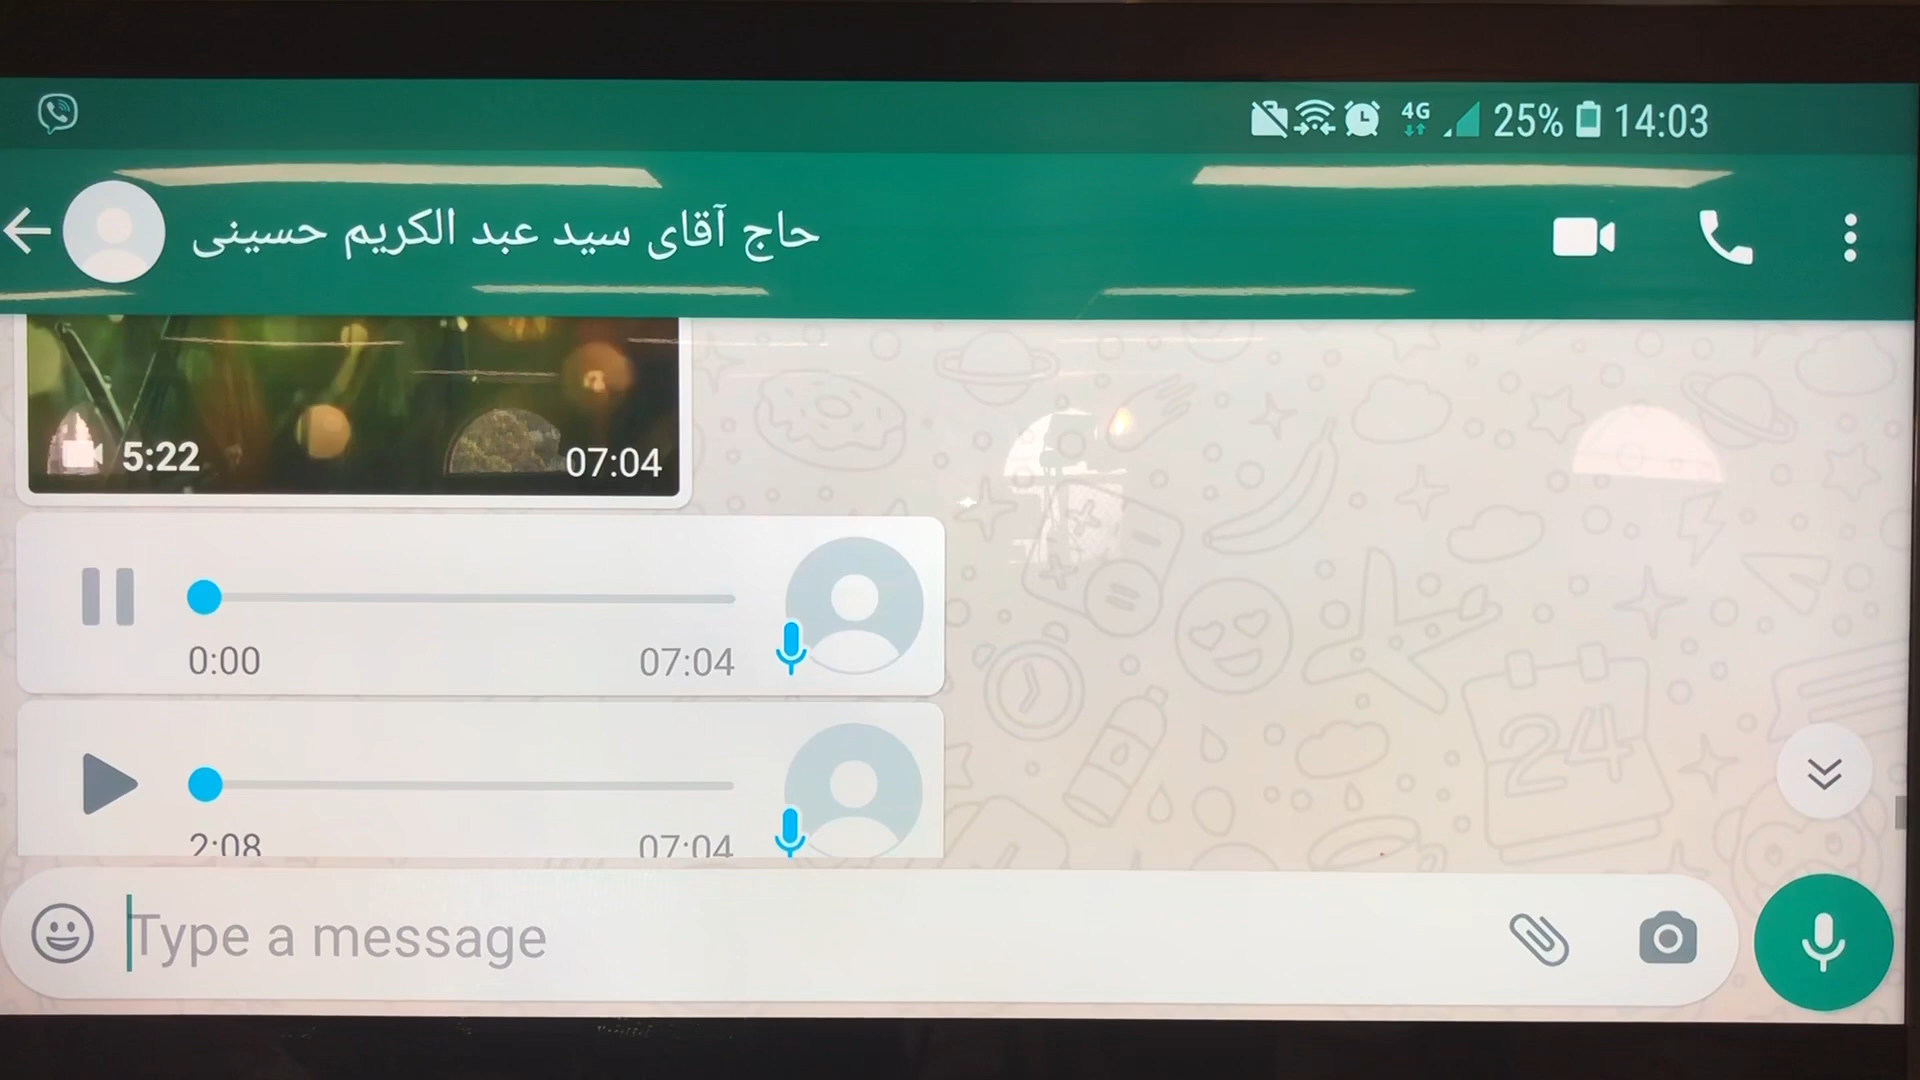 4G 25% 14:03
حاج آقای سید عبد الکریم حسینی
5:22 07:04
0:00 07:04
2:08 07:04
Type a message